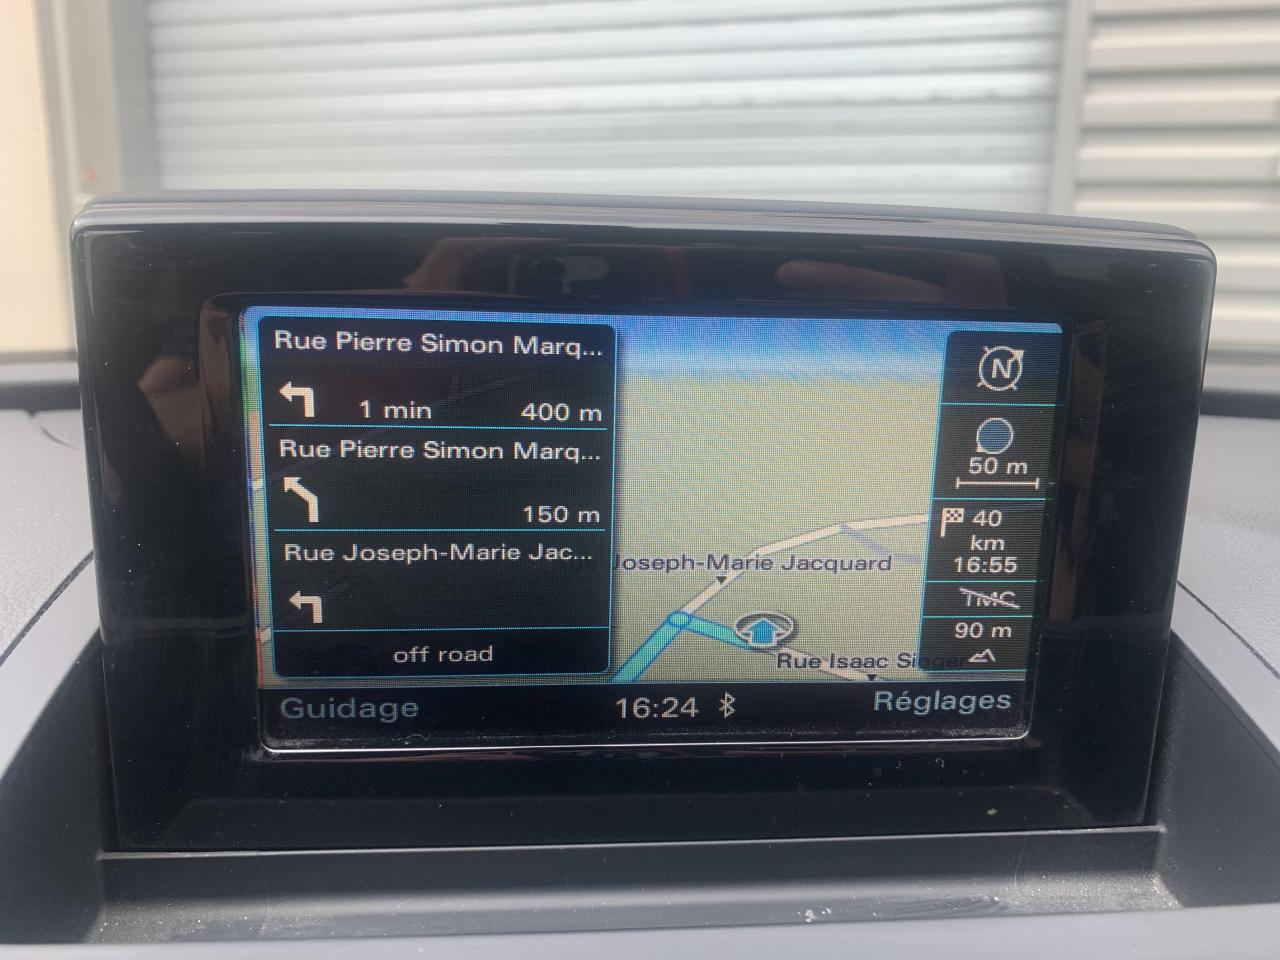 Rue Pierre Simon Marq...
1 min 400 m
Rue Pierre Simon Marq...
150 m
Rue Joseph-Marie Jac...
off road
Joseph-Marie Jacquard
Rue Isaac Singer
N
50 m
40
km
16:55
TMC
90 m
Guidage
16:24
Réglages